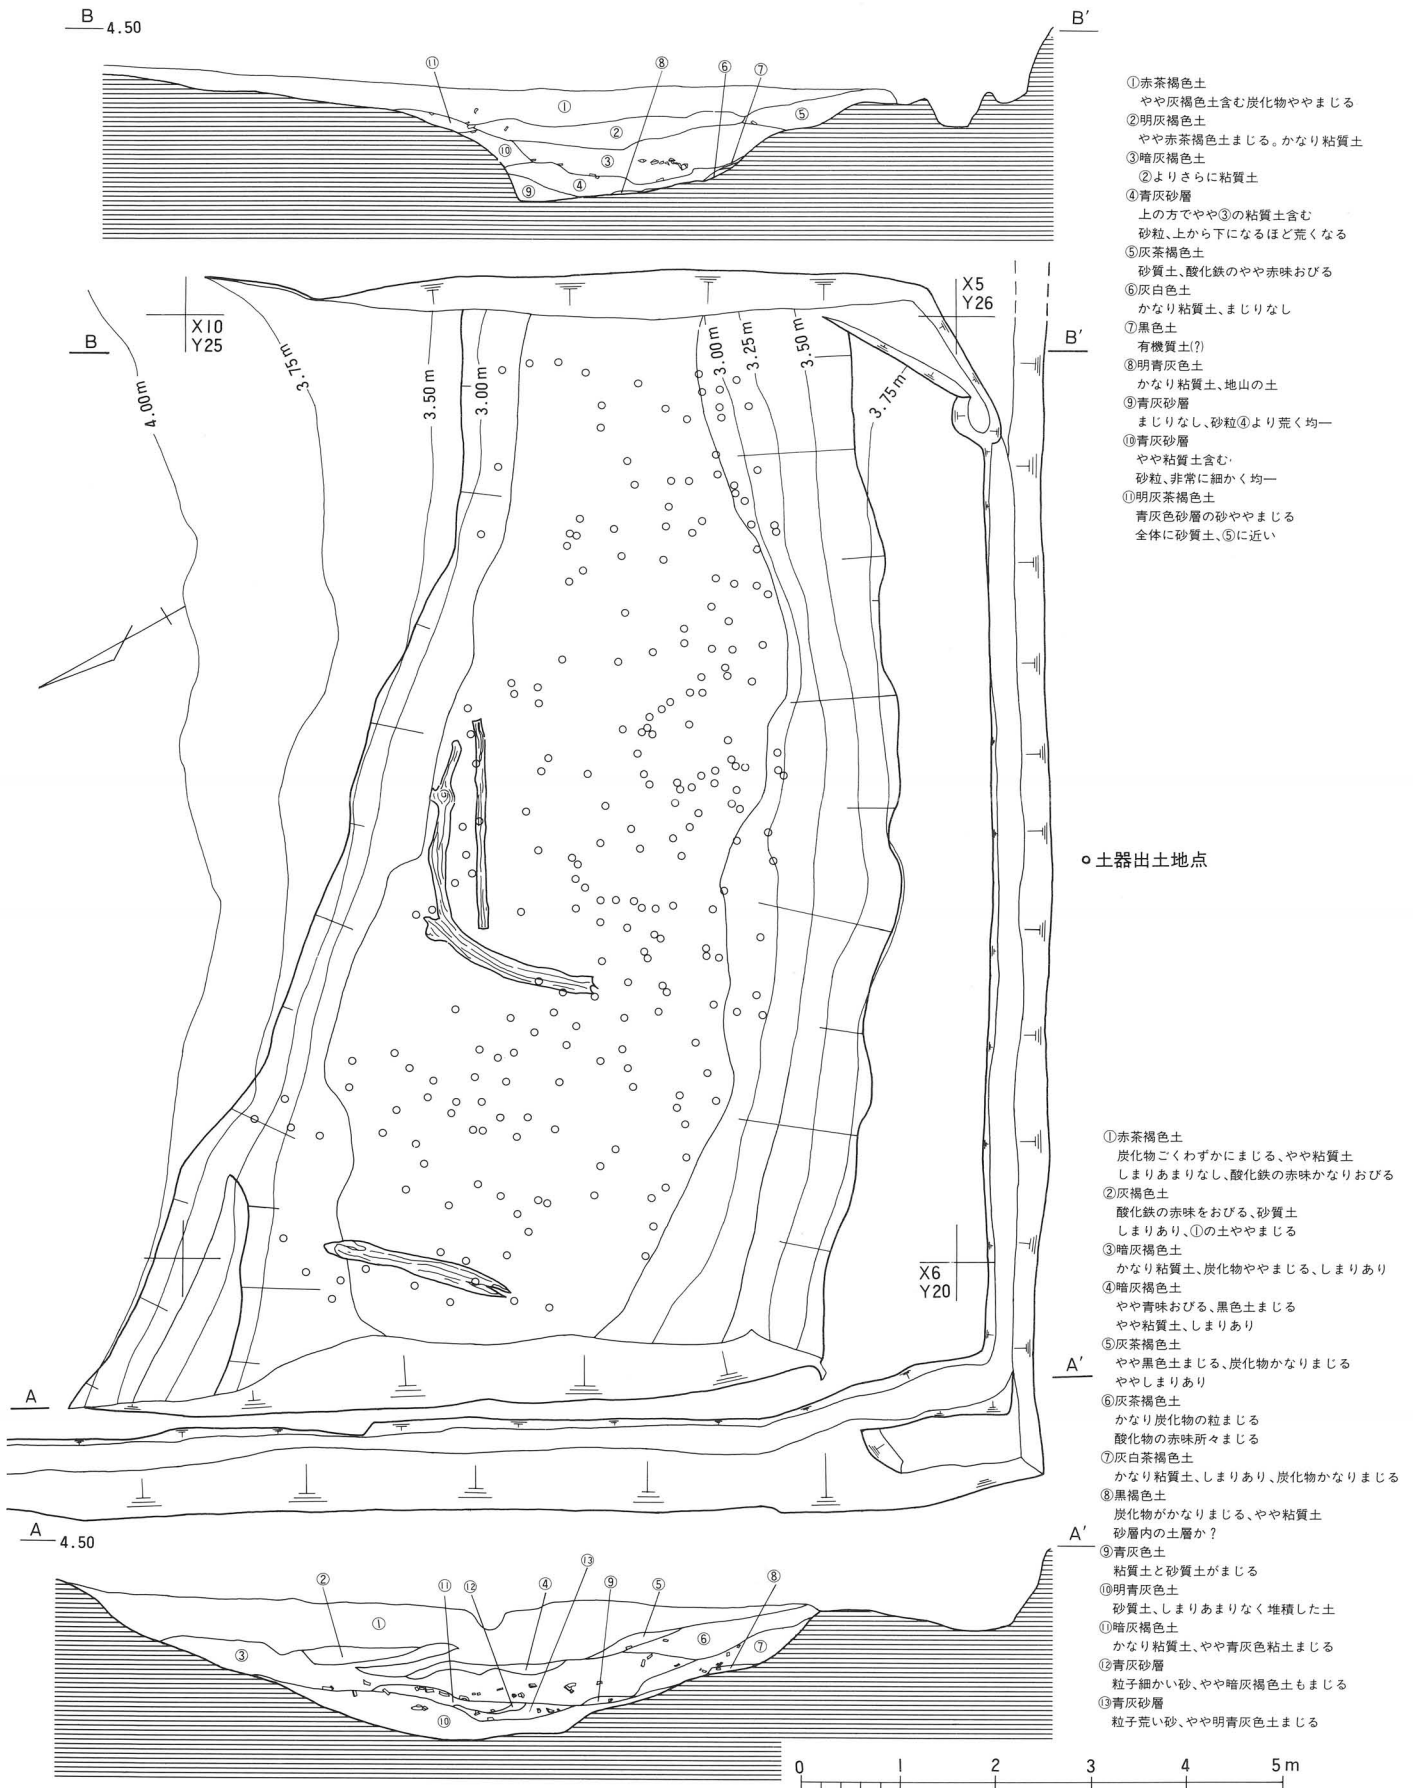 B
4.50
B'
⑪
⑧
⑥
⑦
①
⑤
②
⑩
③
④
⑨
①赤茶褐色土
やや灰褐色土含む炭化物ややまじる
②明灰褐色土
やや赤茶褐色土まじる。かなり粘質土
③暗灰褐色土
②よりさらに粘質土
④青灰砂層
上の方でやや③の粘質土含む
砂粒、上から下になるほど荒くなる
⑤灰茶褐色土
砂質土、酸化鉄のやや赤味おびる
⑥灰白色土
かなり粘質土、まじりなし
⑦黒色土
有機質土(?)
⑧明青灰色土
かなり粘質土、地山の土
⑨青灰砂層
まじりなし、砂粒④より荒く均一
⑩青灰砂層
やや粘質土含む
砂粒、非常に細かく均一
⑪明灰茶褐色土
青灰色砂層の砂ややまじる
全体に砂質土、⑤に近い
X10
Y25
X5
Y26
B
B'
4.00m
3.75m
3.50m
3.00m
3.00m
3.25m
3.50m
3.75m
土器出土地点
X6
Y20
A
A'
①赤茶褐色土
炭化物ごくわずかにまじる、やや粘質土
しまりあまりなし、酸化鉄の赤味かなりおびる
②灰褐色土
酸化鉄の赤味をおびる、砂質土
しまりあり、①の土ややまじる
③暗灰褐色土
かなり粘質土、炭化物ややまじる、しまりあり
④暗灰褐色土
やや青味おびる、黒色土まじる
やや粘質土、しまりあり
⑤灰茶褐色土
やや黒色土まじる、炭化物かなりまじる
ややしまりあり
⑥灰茶褐色土
かなり炭化物の粒まじる
酸化物の赤味所々まじる
⑦灰白茶褐色土
かなり粘質土、しまりあり、炭化物かなりまじる
⑧黒褐色土
炭化物がかなりまじる、やや粘質土
砂層内の土層か?
⑨青灰色土
粘質土と砂質土がまじる
⑩明青灰色土
砂質土、しまりあまりなく堆積した土
⑪暗灰褐色土
かなり粘質土、やや青灰色粘土まじる
⑫青灰砂層
粒子細かい砂、やや暗灰褐色土もまじる
⑬青灰砂層
粒子荒い砂、やや明青灰色土まじる
A
4.50
A'
②
①
⑪
⑫
④
⑬
⑨
⑤
⑧
③
⑥
⑦
⑩
0 1 2 3 4 5m